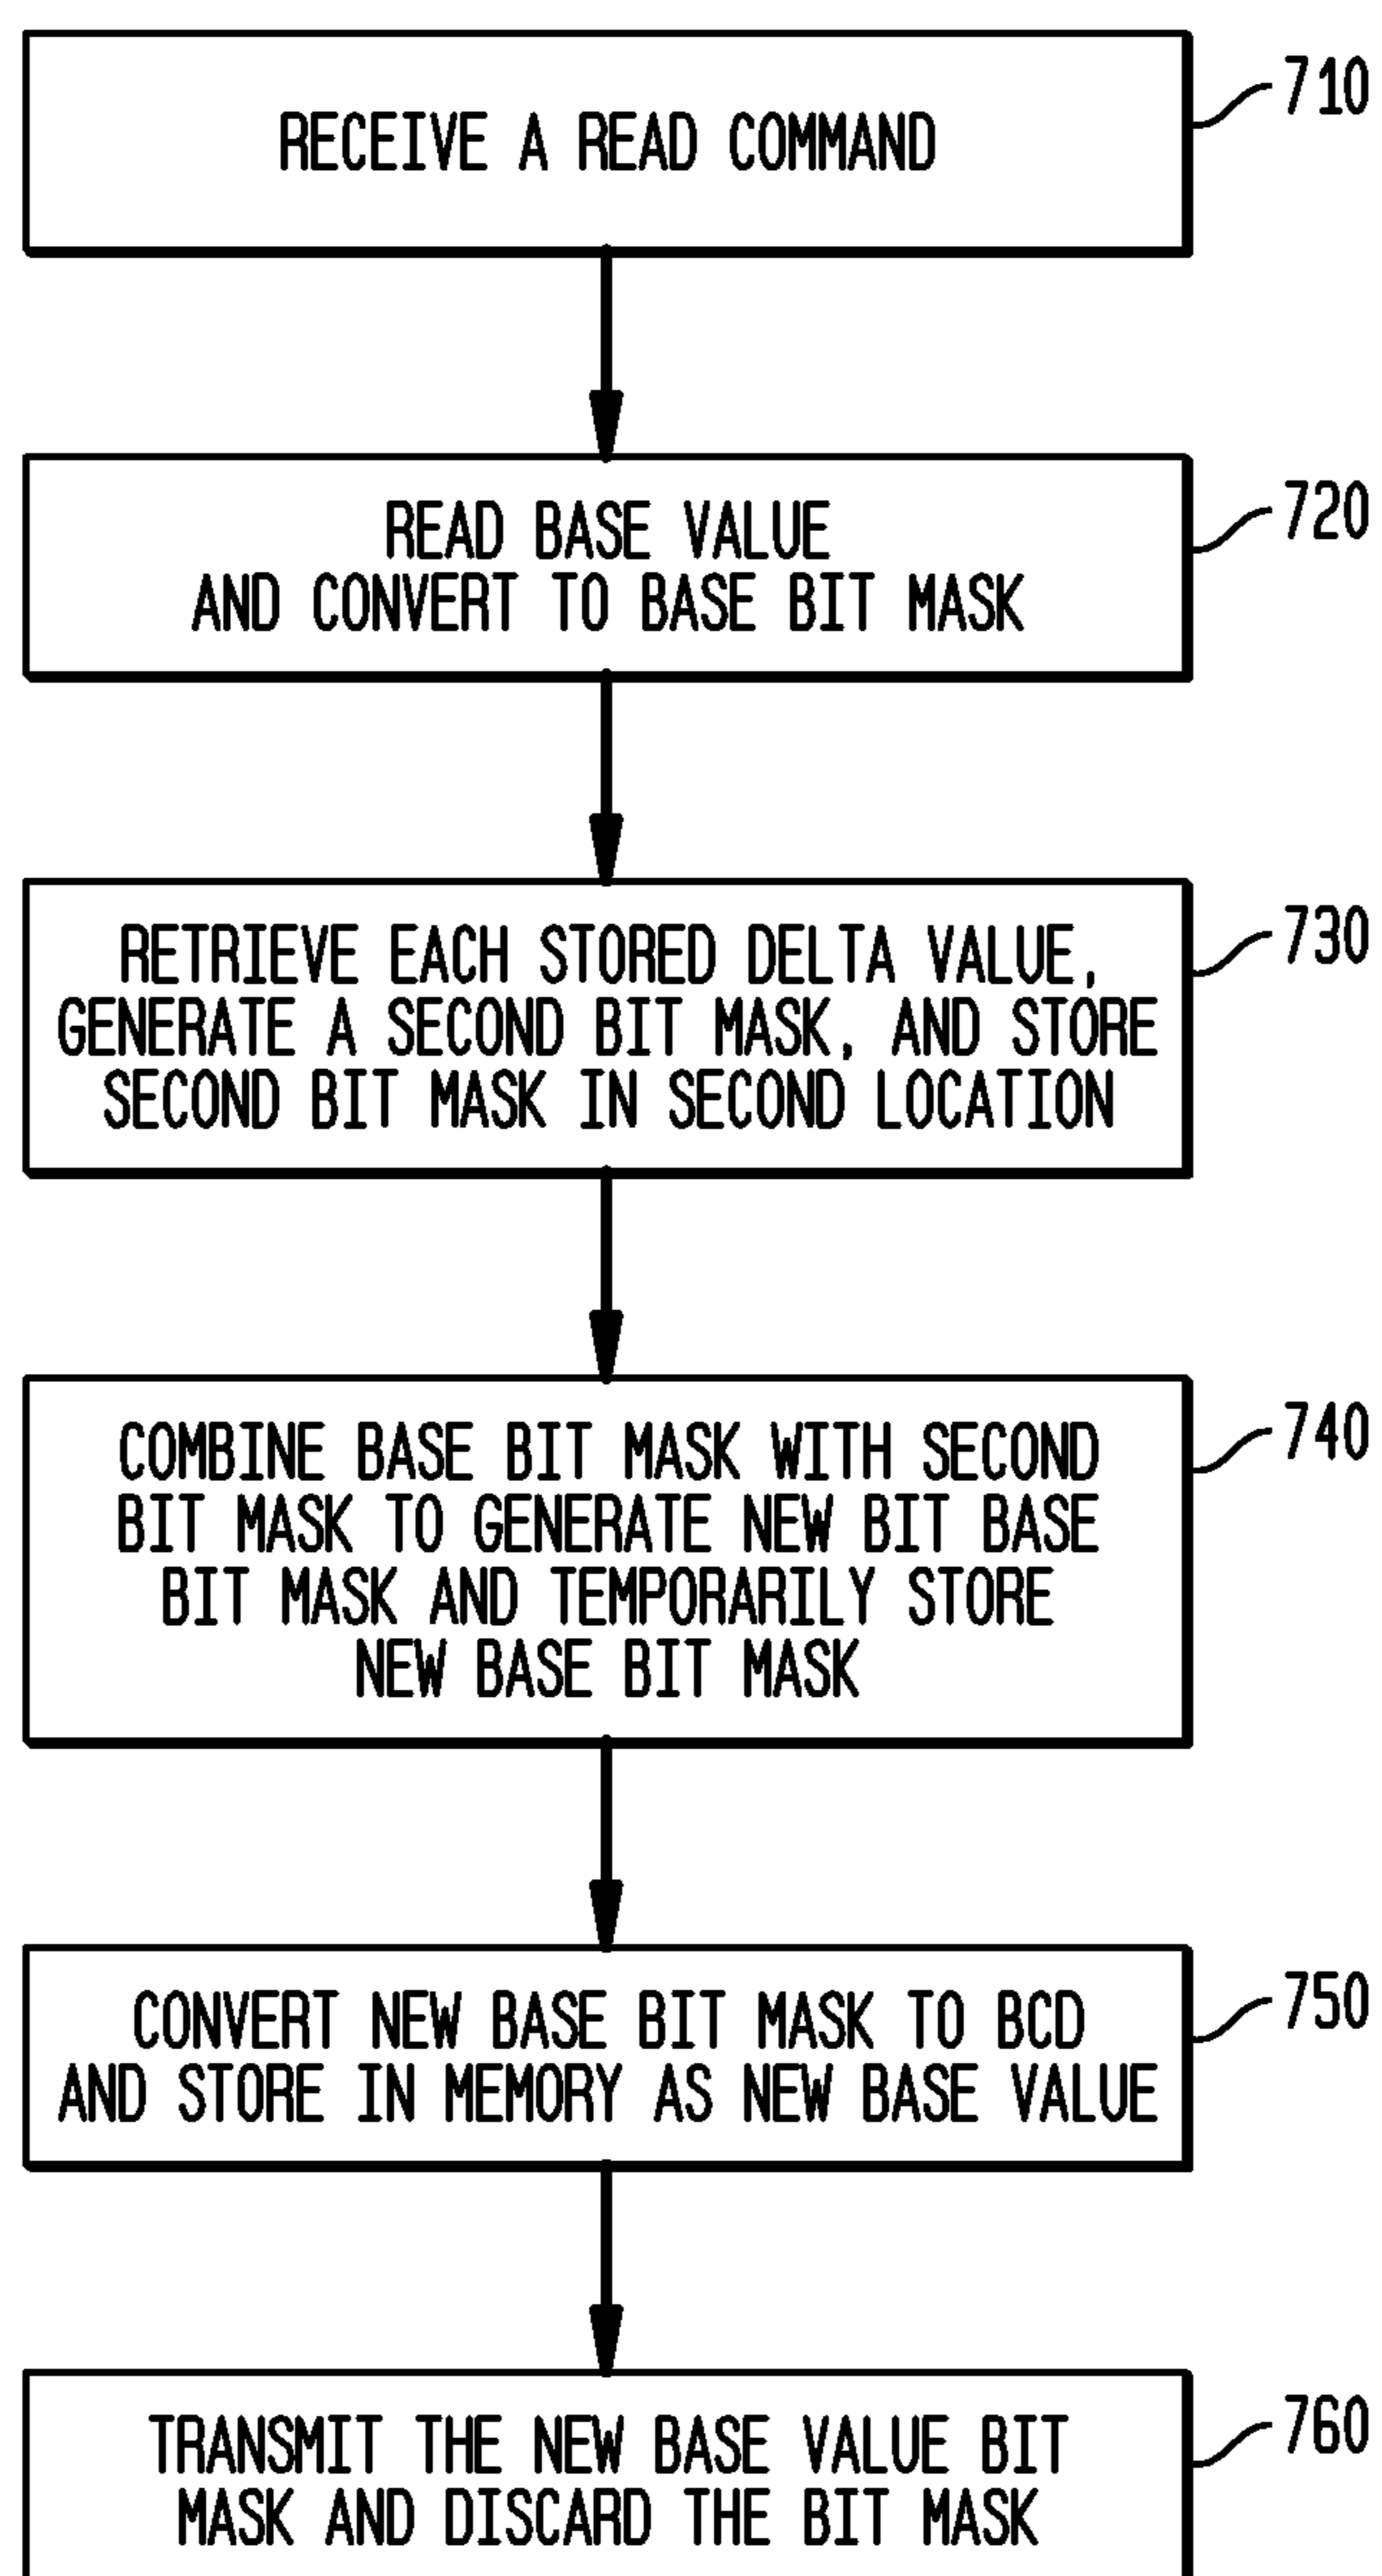 710
RECEIVE A READ COMMAND
720
READ BASE VALUE
AND CONVERT TO BASE BIT MASK
730
RETRIEVE EACH STORED DELTA VALUE,
GENERATE A SECOND BIT MASK, AND STORE
SECOND BIT MASK IN SECOND LOCATION
740
COMBINE BASE BIT MASK WITH SECOND
BIT MASK TO GENERATE NEW BIT BASE
BIT MASK AND TEMPORARILY STORE
NEW BASE BIT MASK
750
CONVERT NEW BASE BIT MASK TO BCD
AND STORE IN MEMORY AS NEW BASE VALUE
760
TRANSMIT THE NEW BASE VALUE BIT
MASK AND DISCARD THE BIT MASK